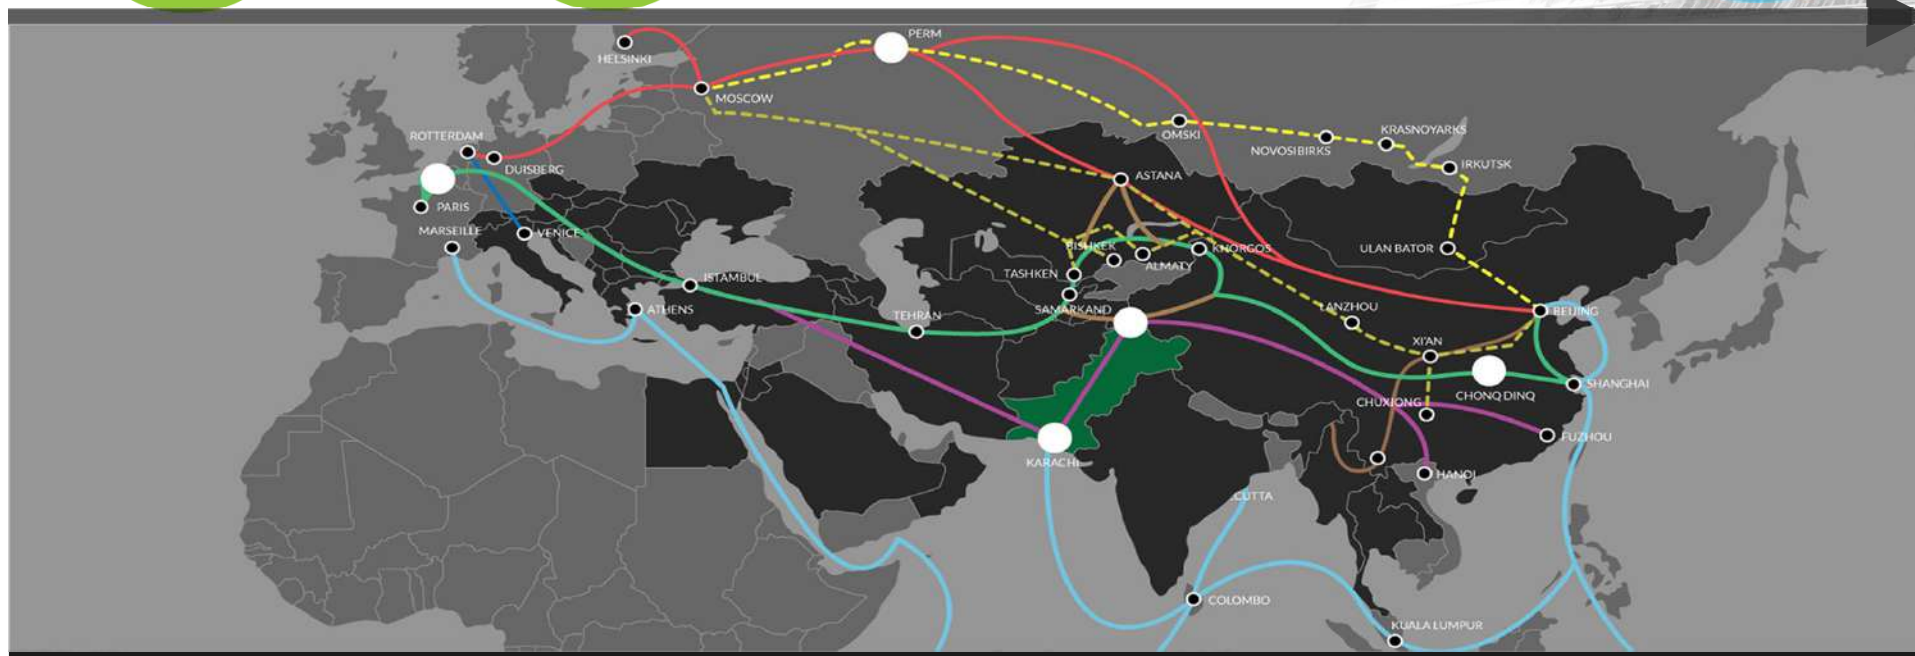 PERM
HELSINKI
MOSCOW
ROTTERDAM
OMSKI
KRASNOYARKS
NOVOSIBIRKS
DUISBERG
IRKUTSK
ASTANA
PARIS
MARSEILLE
VENICE
BISHKEK
KHORGOS
ULAN BATOR
ALMATY
TASHKEN
ISTAMBUL
SAMARKAND
LANZHOU
ATHENS
TEHRAN
BEIJING
XI'AN
SHANGHAI
CHONQ DINQ
CHUXIONG
FUZHOU
KARACHI
HANOI
CUTTA
COLOMBO
KUALA LUMPUR